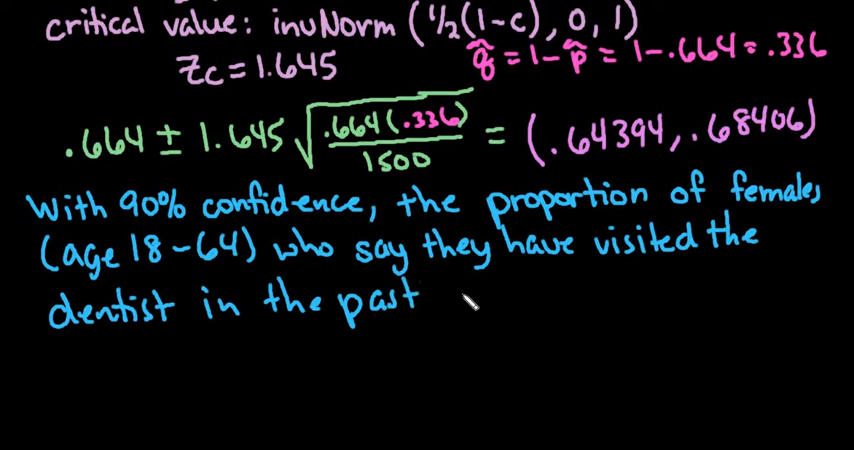 critical value: invNorm (1/2(1-c), 0, 1)
q̂ = 1 - p̂ = 1 - .664 = .336
Zc = 1.645
.664 ± 1.645 √(.664(.336)/1500) = (.64394, .68406)
With 90% confidence, the proportion of females
(age 18-64) who say they have visited the
dentist in the past